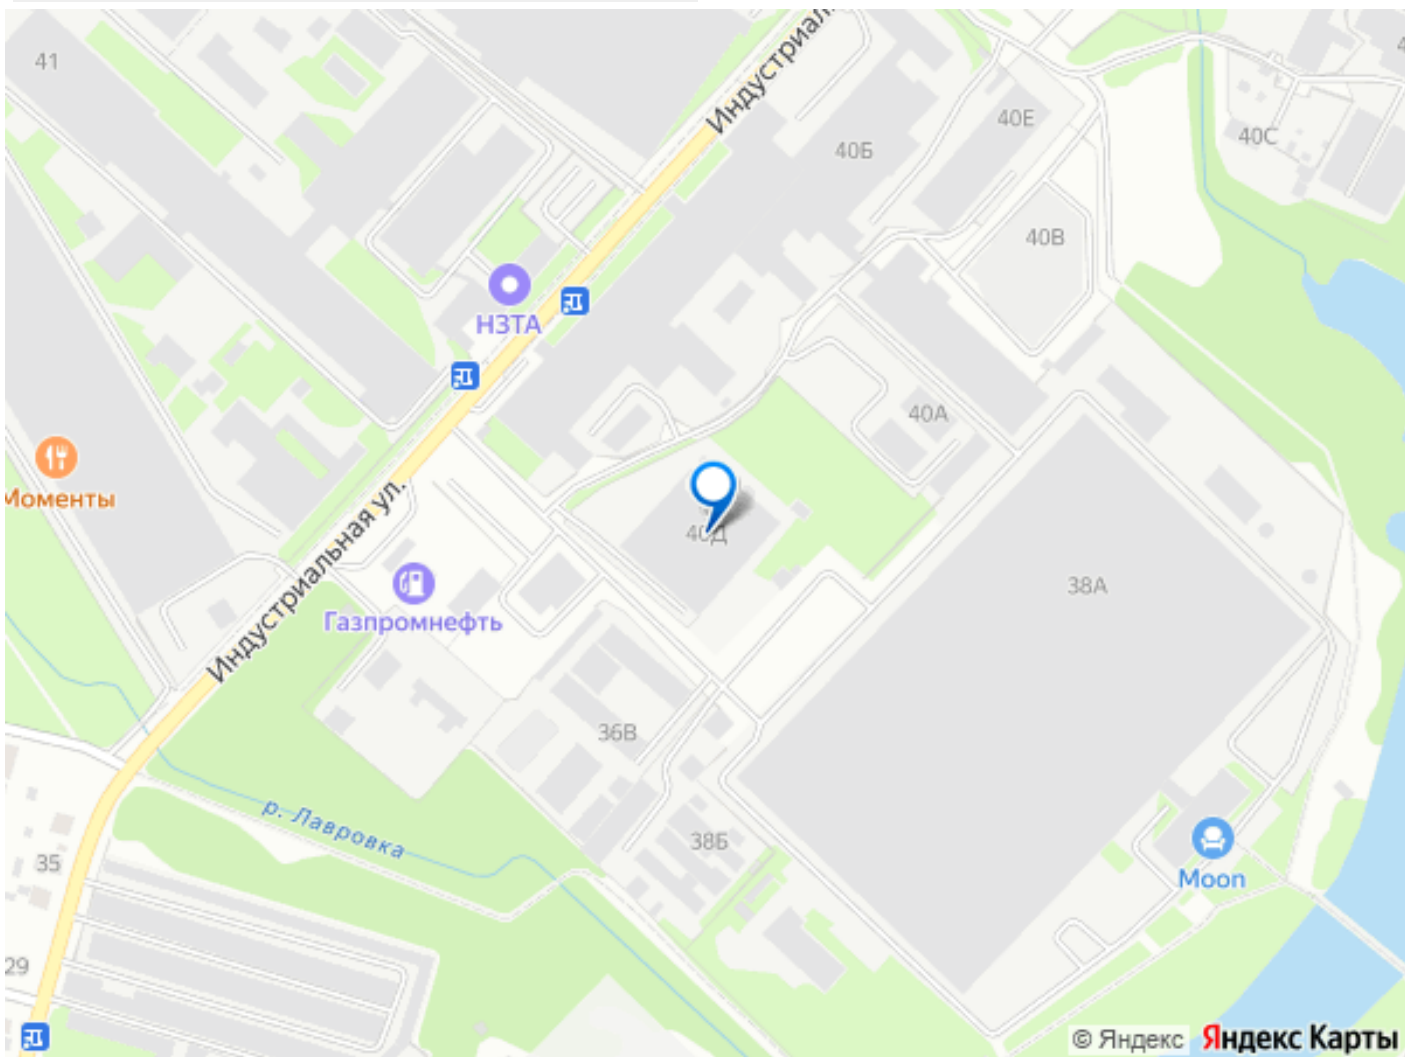 41
Индустриал
40Е
40Б
40С
40В
НЗТА
40А
Моменты
40Д
Индустриальная ул.
38А
Газпромнефть
36В
р. Лавровка
38Б
35
Moon
29
© Яндекс Яндекс Карты